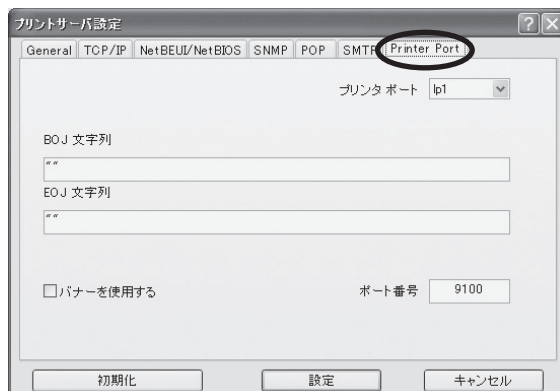 プリントサーバ設定
General TCP/IP NetBEUI/NetBIOS SNMP POP SMTP Printer Port
プリンタ ポート lp1
BOJ 文字列
""
EOJ 文字列
""
バナーを使用する ポート番号 9100
初期化 設定 キャンセル